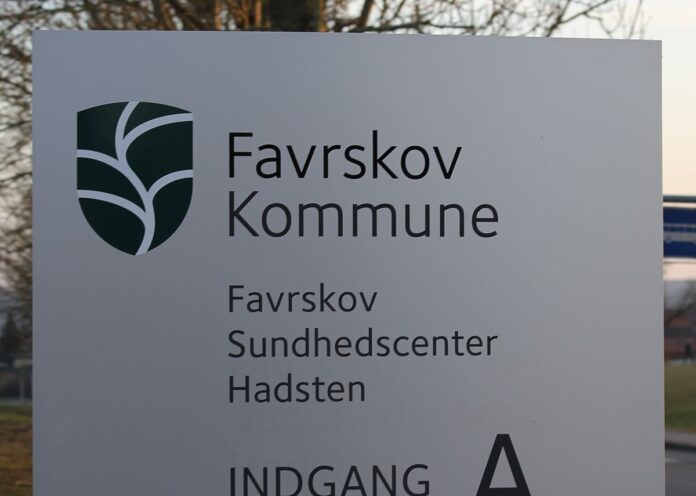 Favrskov
Kommune
Favrskov
Sundhedscenter
Hadsten
INDGANG A